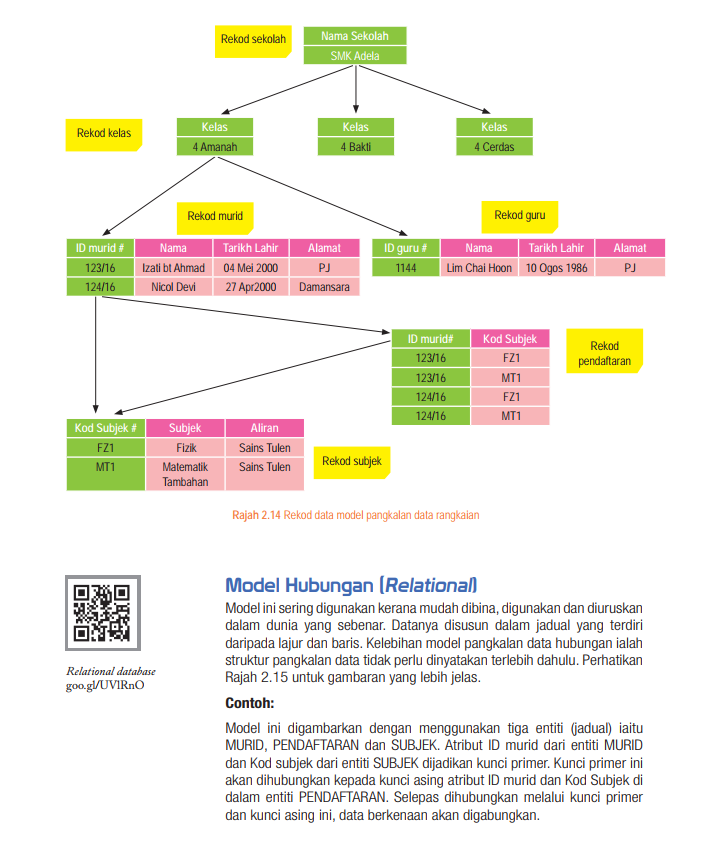 Rekod sekolah
Nama Sekolah
SMK Adela
Rekod kelas
Kelas
4 Amanah
Kelas
4 Bakti
Kelas
4 Cerdas
Rekod murid
Rekod guru
ID murid # Nama Tarikh Lahir Alamat
123/16 Izati bt Ahmad 04 Mei 2000 PJ
124/16 Nicol Devi 27 Apr2000 Damansara
ID guru # Nama Tarikh Lahir Alamat
1144 Lim Chai Hoon 10 Ogos 1986 PJ
ID murid# Kod Subjek
123/16 FZ1
123/16 MT1
124/16 FZ1
124/16 MT1
Rekod
pendaftaran
Kod Subjek # Subjek Aliran
FZ1 Fizik Sains Tulen
MT1 Matematik Sains Tulen
Tambahan
Rekod subjek
Rajah 2.14 Rekod data model pangkalan data rangkaian
Relational database
goo.gl/UVlRnO
Model Hubungan (Relational)
Model ini sering digunakan kerana mudah dibina, digunakan dan diuruskan
dalam dunia yang sebenar. Datanya disusun dalam jadual yang terdiri
daripada lajur dan baris. Kelebihan model pangkalan data hubungan ialah
struktur pangkalan data tidak perlu dinyatakan terlebih dahulu. Perhatikan
Rajah 2.15 untuk gambaran yang lebih jelas.
Contoh:
Model ini digambarkan dengan menggunakan tiga entiti (jadual) iaitu
MURID, PENDAFTARAN dan SUBJEK. Atribut ID murid dari entiti MURID
dan Kod subjek dari entiti SUBJEK dijadikan kunci primer. Kunci primer ini
akan dihubungkan kepada kunci asing atribut ID murid dan Kod Subjek di
dalam entiti PENDAFTARAN. Selepas dihubungkan melalui kunci primer
dan kunci asing ini, data berkenaan akan digabungkan.